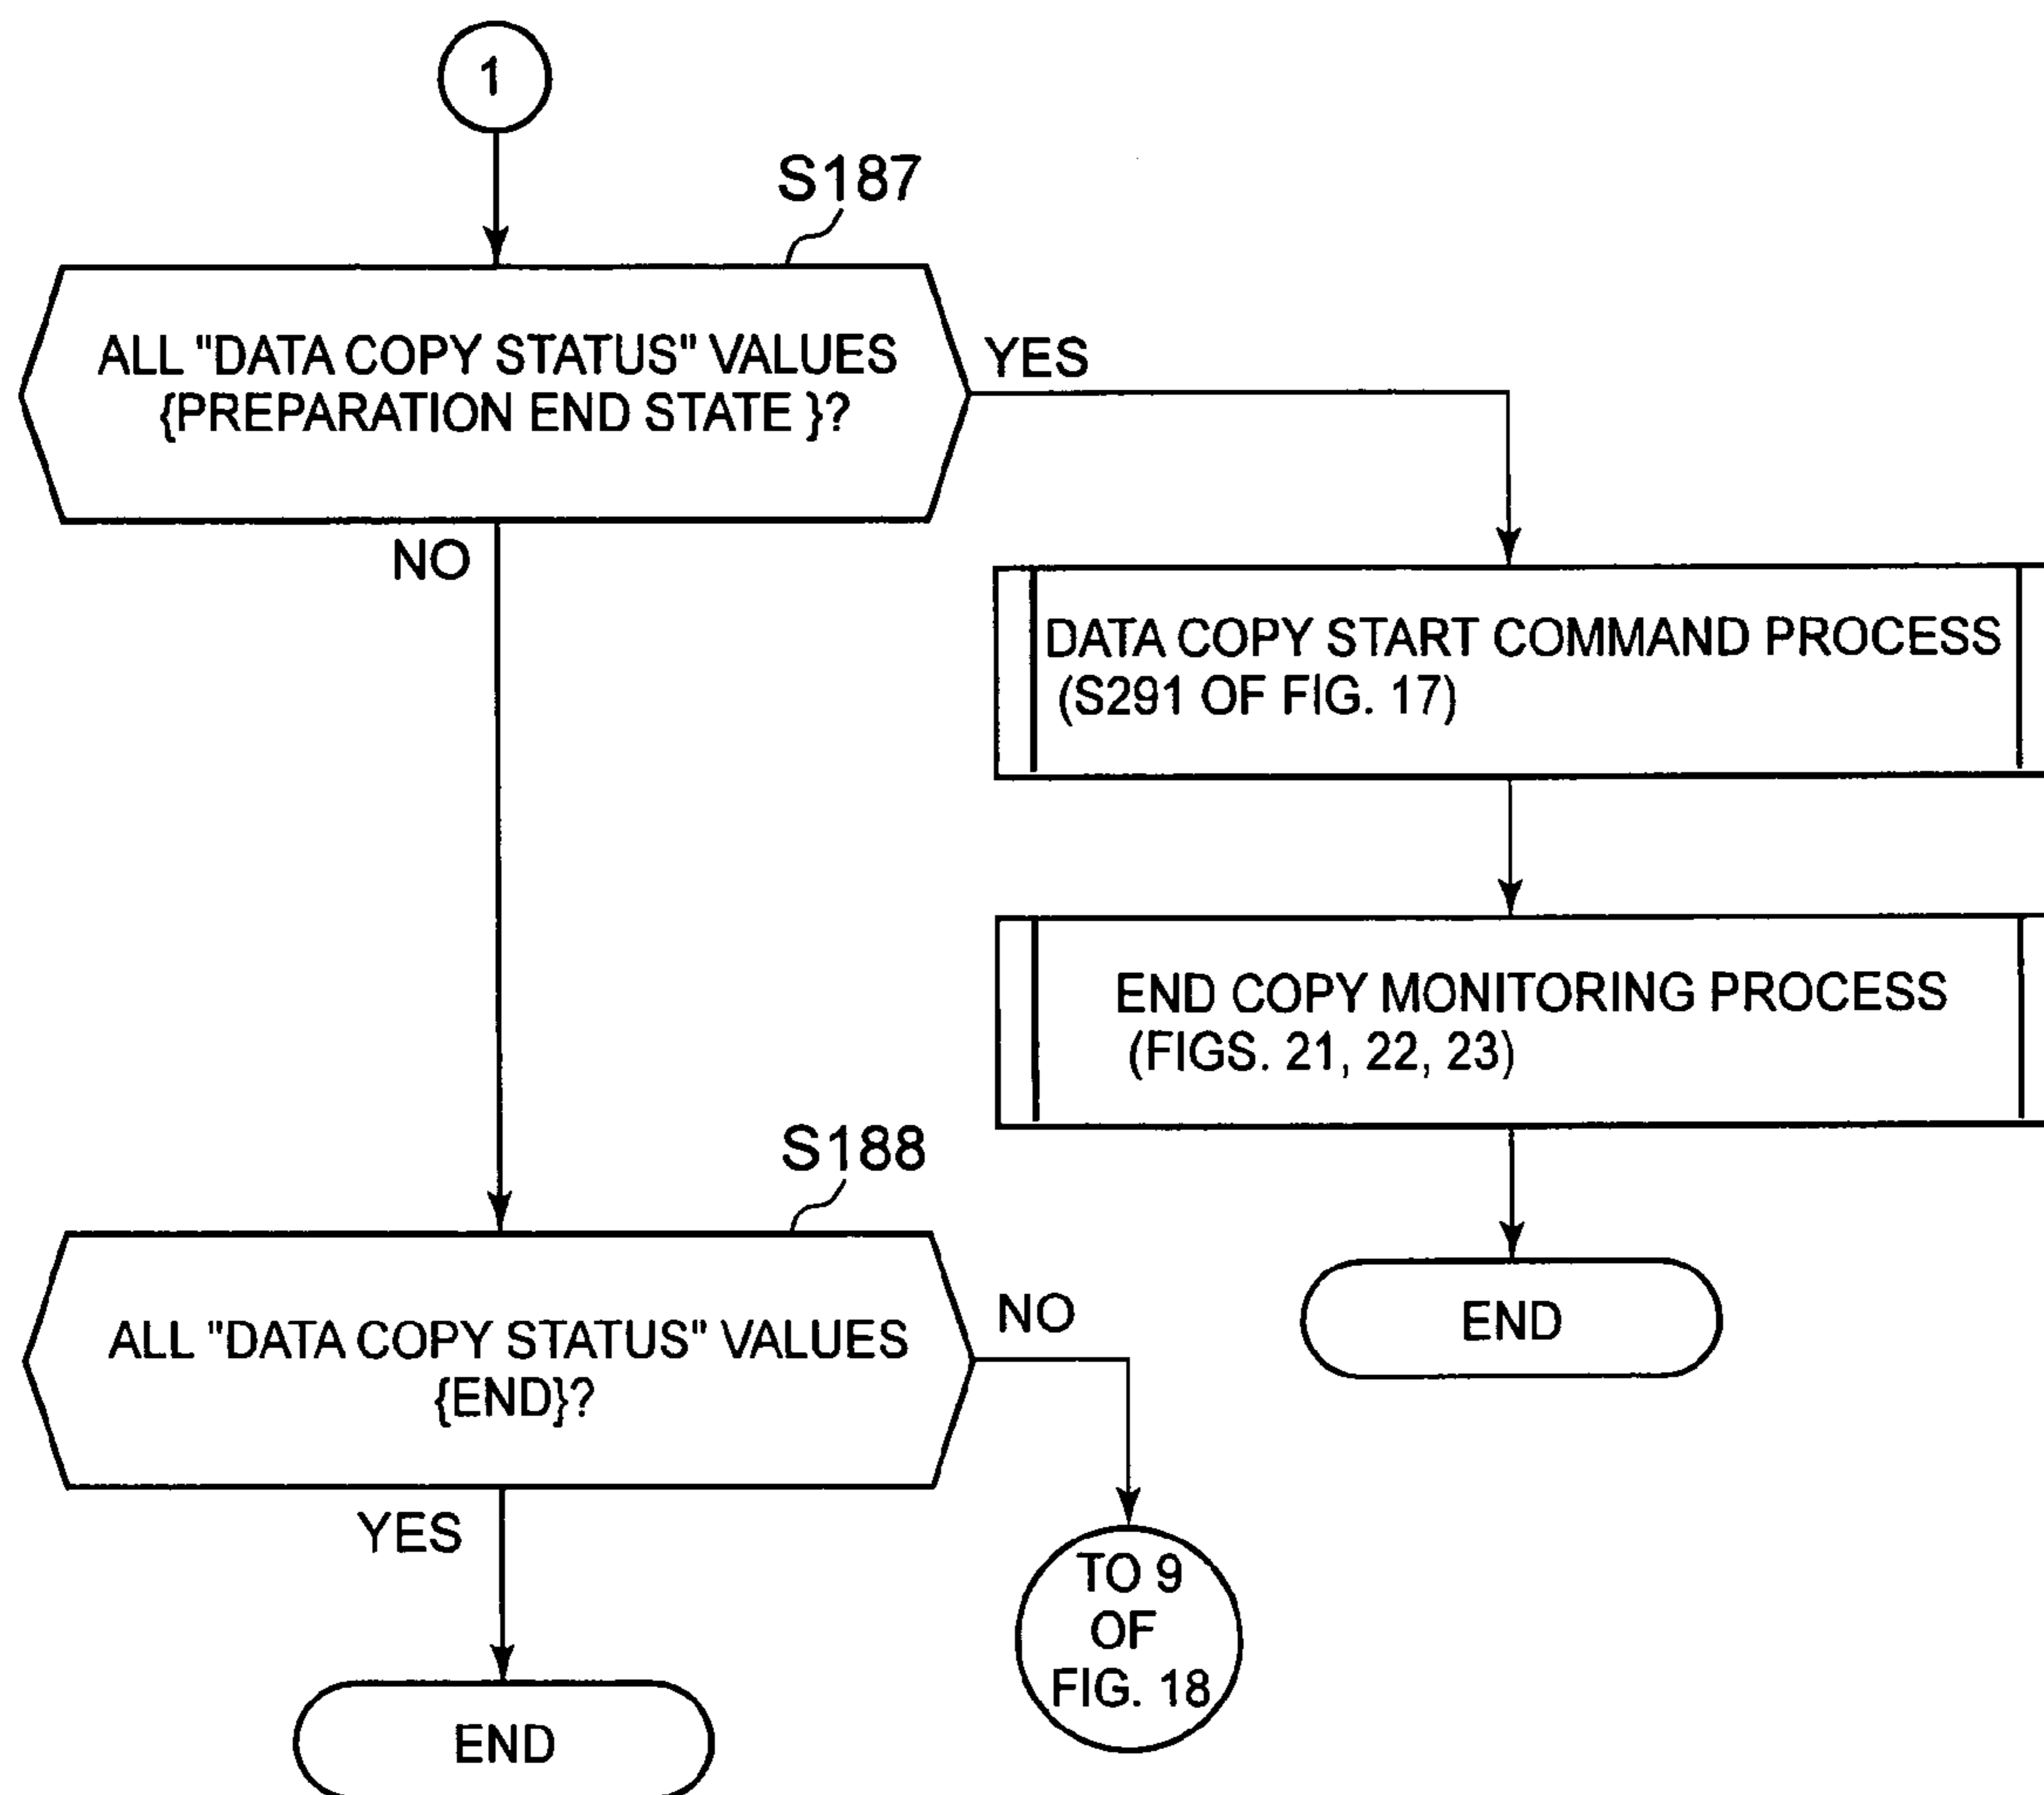 1
S187
ALL "DATA COPY STATUS" VALUES
{PREPARATION END STATE }?
YES
NO
DATA COPY START COMMAND PROCESS
(S291 OF FIG. 17)
END COPY MONITORING PROCESS
(FIGS. 21, 22, 23)
END
S188
ALL "DATA COPY STATUS" VALUES
{END}?
NO
YES
TO 9
OF
FIG. 18
END